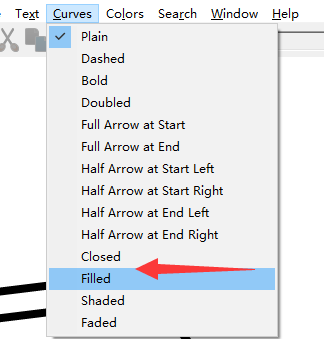 Text Curves Colors Search Window Help
Plain
Dashed
Bold
Doubled
Full Arrow at Start
Full Arrow at End
Half Arrow at Start Left
Half Arrow at Start Right
Half Arrow at End Left
Half Arrow at End Right
Closed
Filled
Shaded
Faded